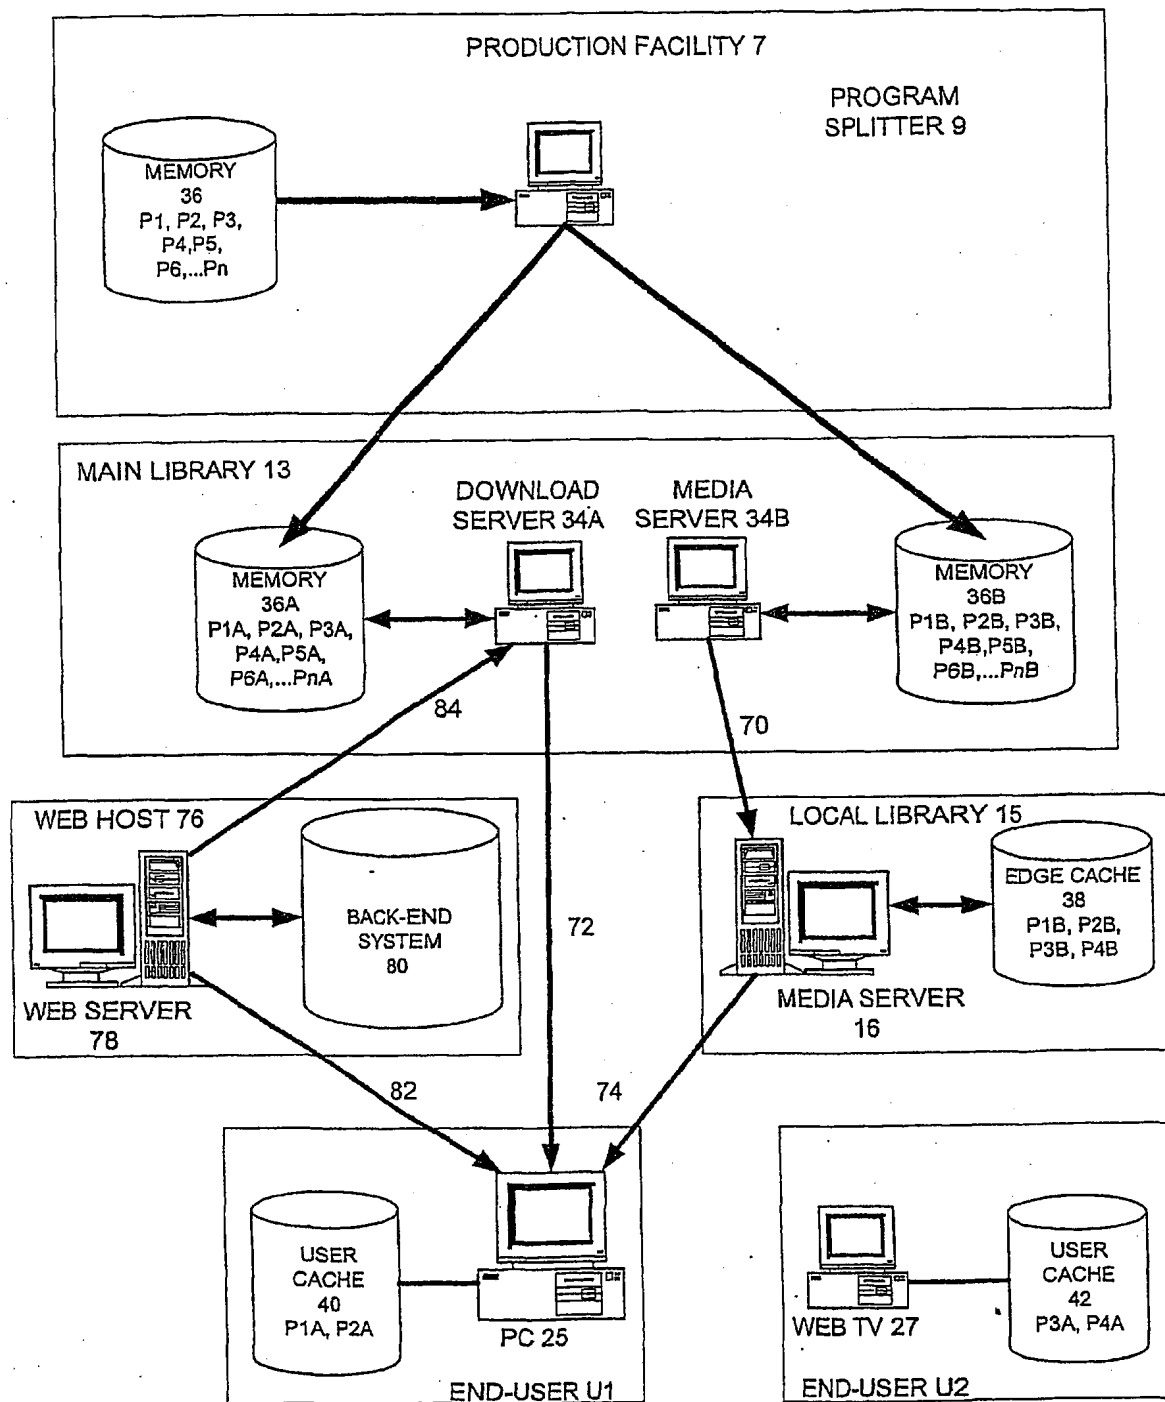 PRODUCTION FACILITY 7
PROGRAM
SPLITTER 9
MEMORY
36
P1, P2, P3,
P4,P5,
P6,...Pn
MAIN LIBRARY 13
DOWNLOAD
SERVER 34A
MEDIA
SERVER 34B
MEMORY
36A
P1A, P2A, P3A,
P4A,P5A,
P6A,...PnA
MEMORY
36B
P1B, P2B, P3B,
P4B,P5B,
P6B,...PnB
84
70
WEB HOST 76
BACK-END
SYSTEM
80
WEB SERVER
78
72
LOCAL LIBRARY 15
EDGE CACHE
38
P1B, P2B,
P3B, P4B
MEDIA SERVER
16
82
74
USER
CACHE
40
P1A, P2A
PC 25
END-USER U1
WEB TV 27
USER
CACHE
42
P3A, P4A
END-USER U2